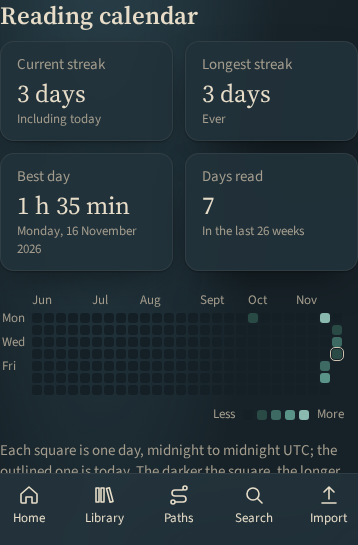 Reading calendar
Current streak
3 days
Including today
Longest streak
3 days
Ever
Best day
1 h 35 min
Monday, 16 November
2026
Days read
7
In the last 26 weeks
Jun Jul Aug Sept Oct Nov
Mon
Wed
Fri
Less More
Each square is one day, midnight to midnight UTC; the
outlined one is today. The darker the square, the longer
Home Library Paths Search Import